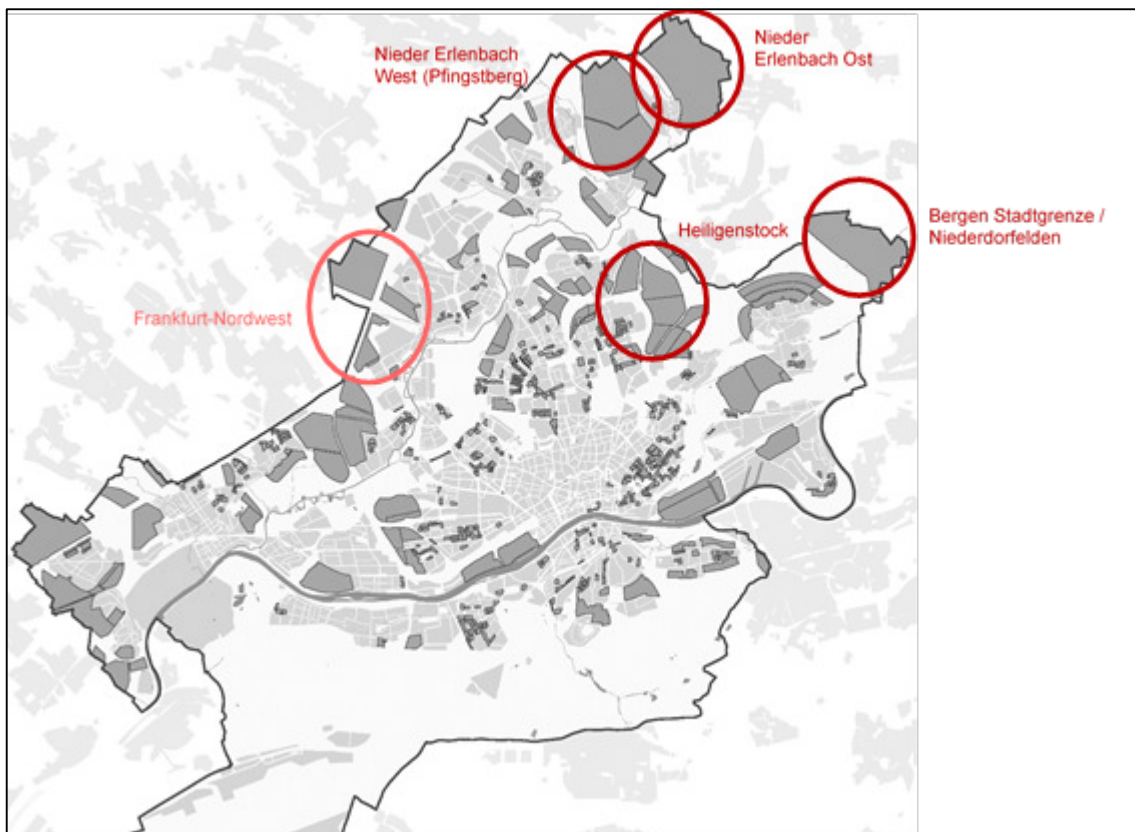 Nieder Erlenbach
West (Pfingstberg)
Nieder
Erlenbach Ost
Heiligenstock
Bergen Stadtgrenze /
Niederdorfelden
Frankfurt-Nordwest